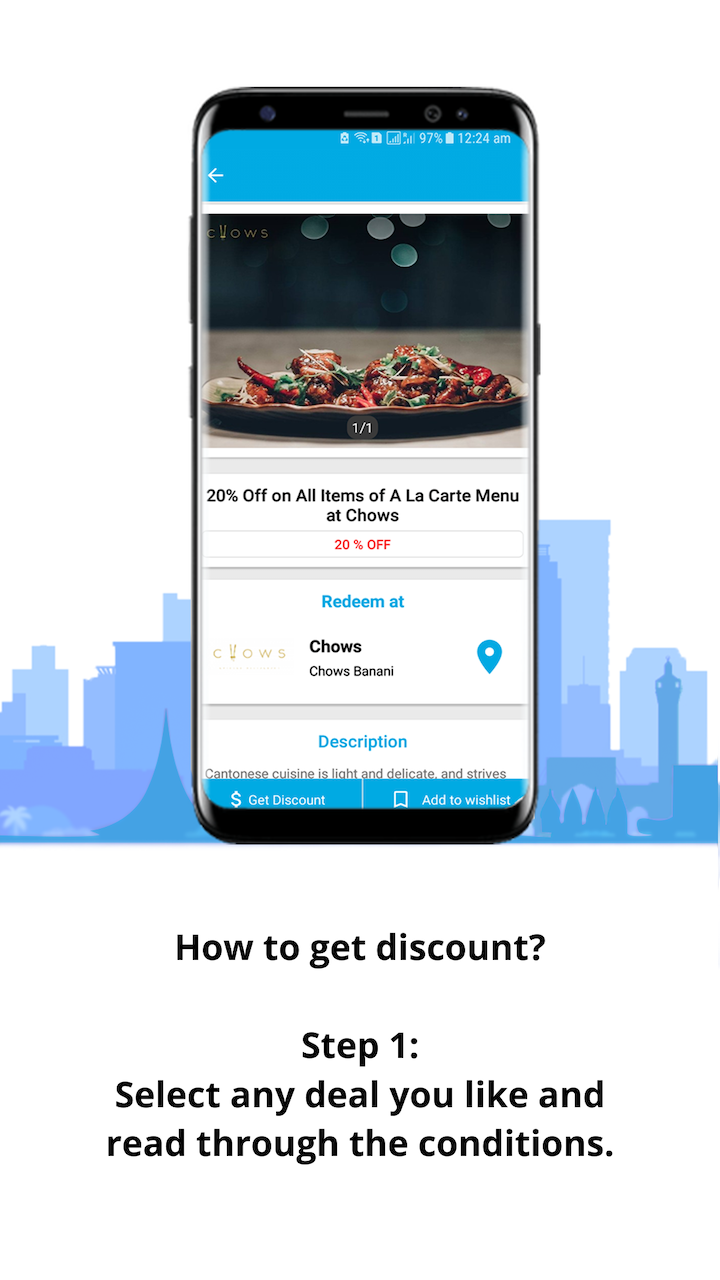 97% 12:24 am
CHOWS
1/1
20% Off on All Items of A La Carte Menu
at Chows
20 % OFF
Redeem at
CHOWS
Chows
Chows Banani
Description
Cantonese cuisine is light and delicate, and strives
Get Discount
Add to wishlist
How to get discount?
Step 1:
Select any deal you like and
read through the conditions.